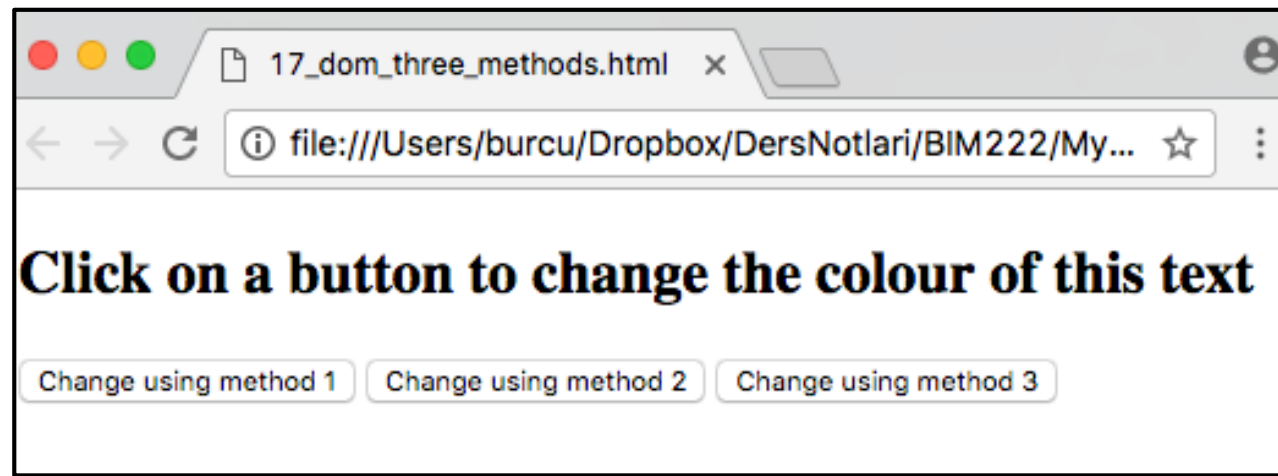 17_dom_three_methods.html
file:///Users/burcu/Dropbox/DersNotlari/BIM222/My...
Click on a button to change the colour of this text
Change using method 1 Change using method 2 Change using method 3